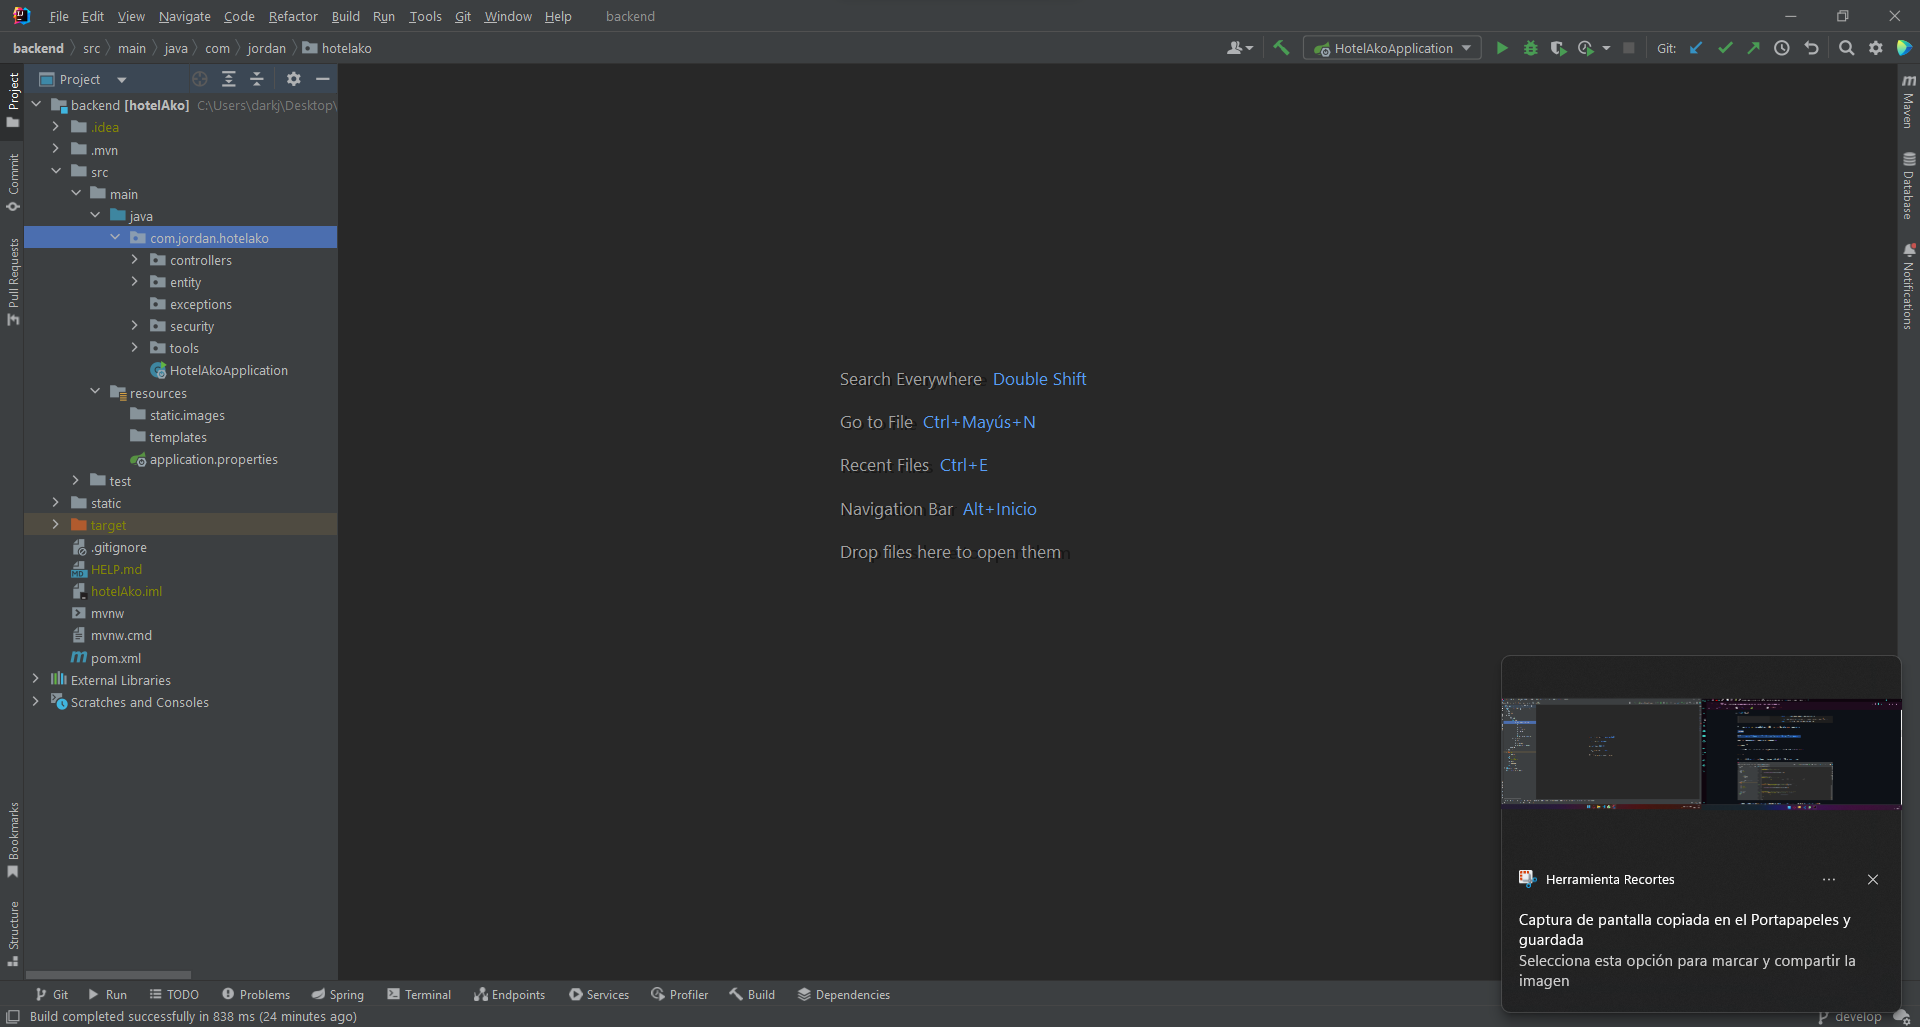 File Edit View Navigate Code Refactor Build Run Tools Git Window Help backend
backend src main java com jordan hotelako HotelAkoApplication Git:
Project
Project
backend [hotelAko] C:\Users\darkj\Desktop\
.idea
.mvn
src
main
java
com.jordan.hotelako
controllers
entity
exceptions
security
tools
HotelAkoApplication
resources
static.images
templates
application.properties
test
static
target
.gitignore
HELP.md
hotelAko.iml
mvnw
mvnw.cmd
pom.xml
External Libraries
Scratches and Consoles
Commit
Pull Requests
Bookmarks
Structure
Search Everywhere Double Shift
Go to File Ctrl+Mayús+N
Recent Files Ctrl+E
Navigation Bar Alt+Inicio
Drop files here to open them
Maven
Database
Notifications
Herramienta Recortes
Captura de pantalla copiada en el Portapapeles y
guardada
Selecciona esta opción para marcar y compartir la
imagen
Git Run TODO Problems Spring Terminal Endpoints Services Profiler Build Dependencies
Build completed successfully in 838 ms (24 minutes ago) develop